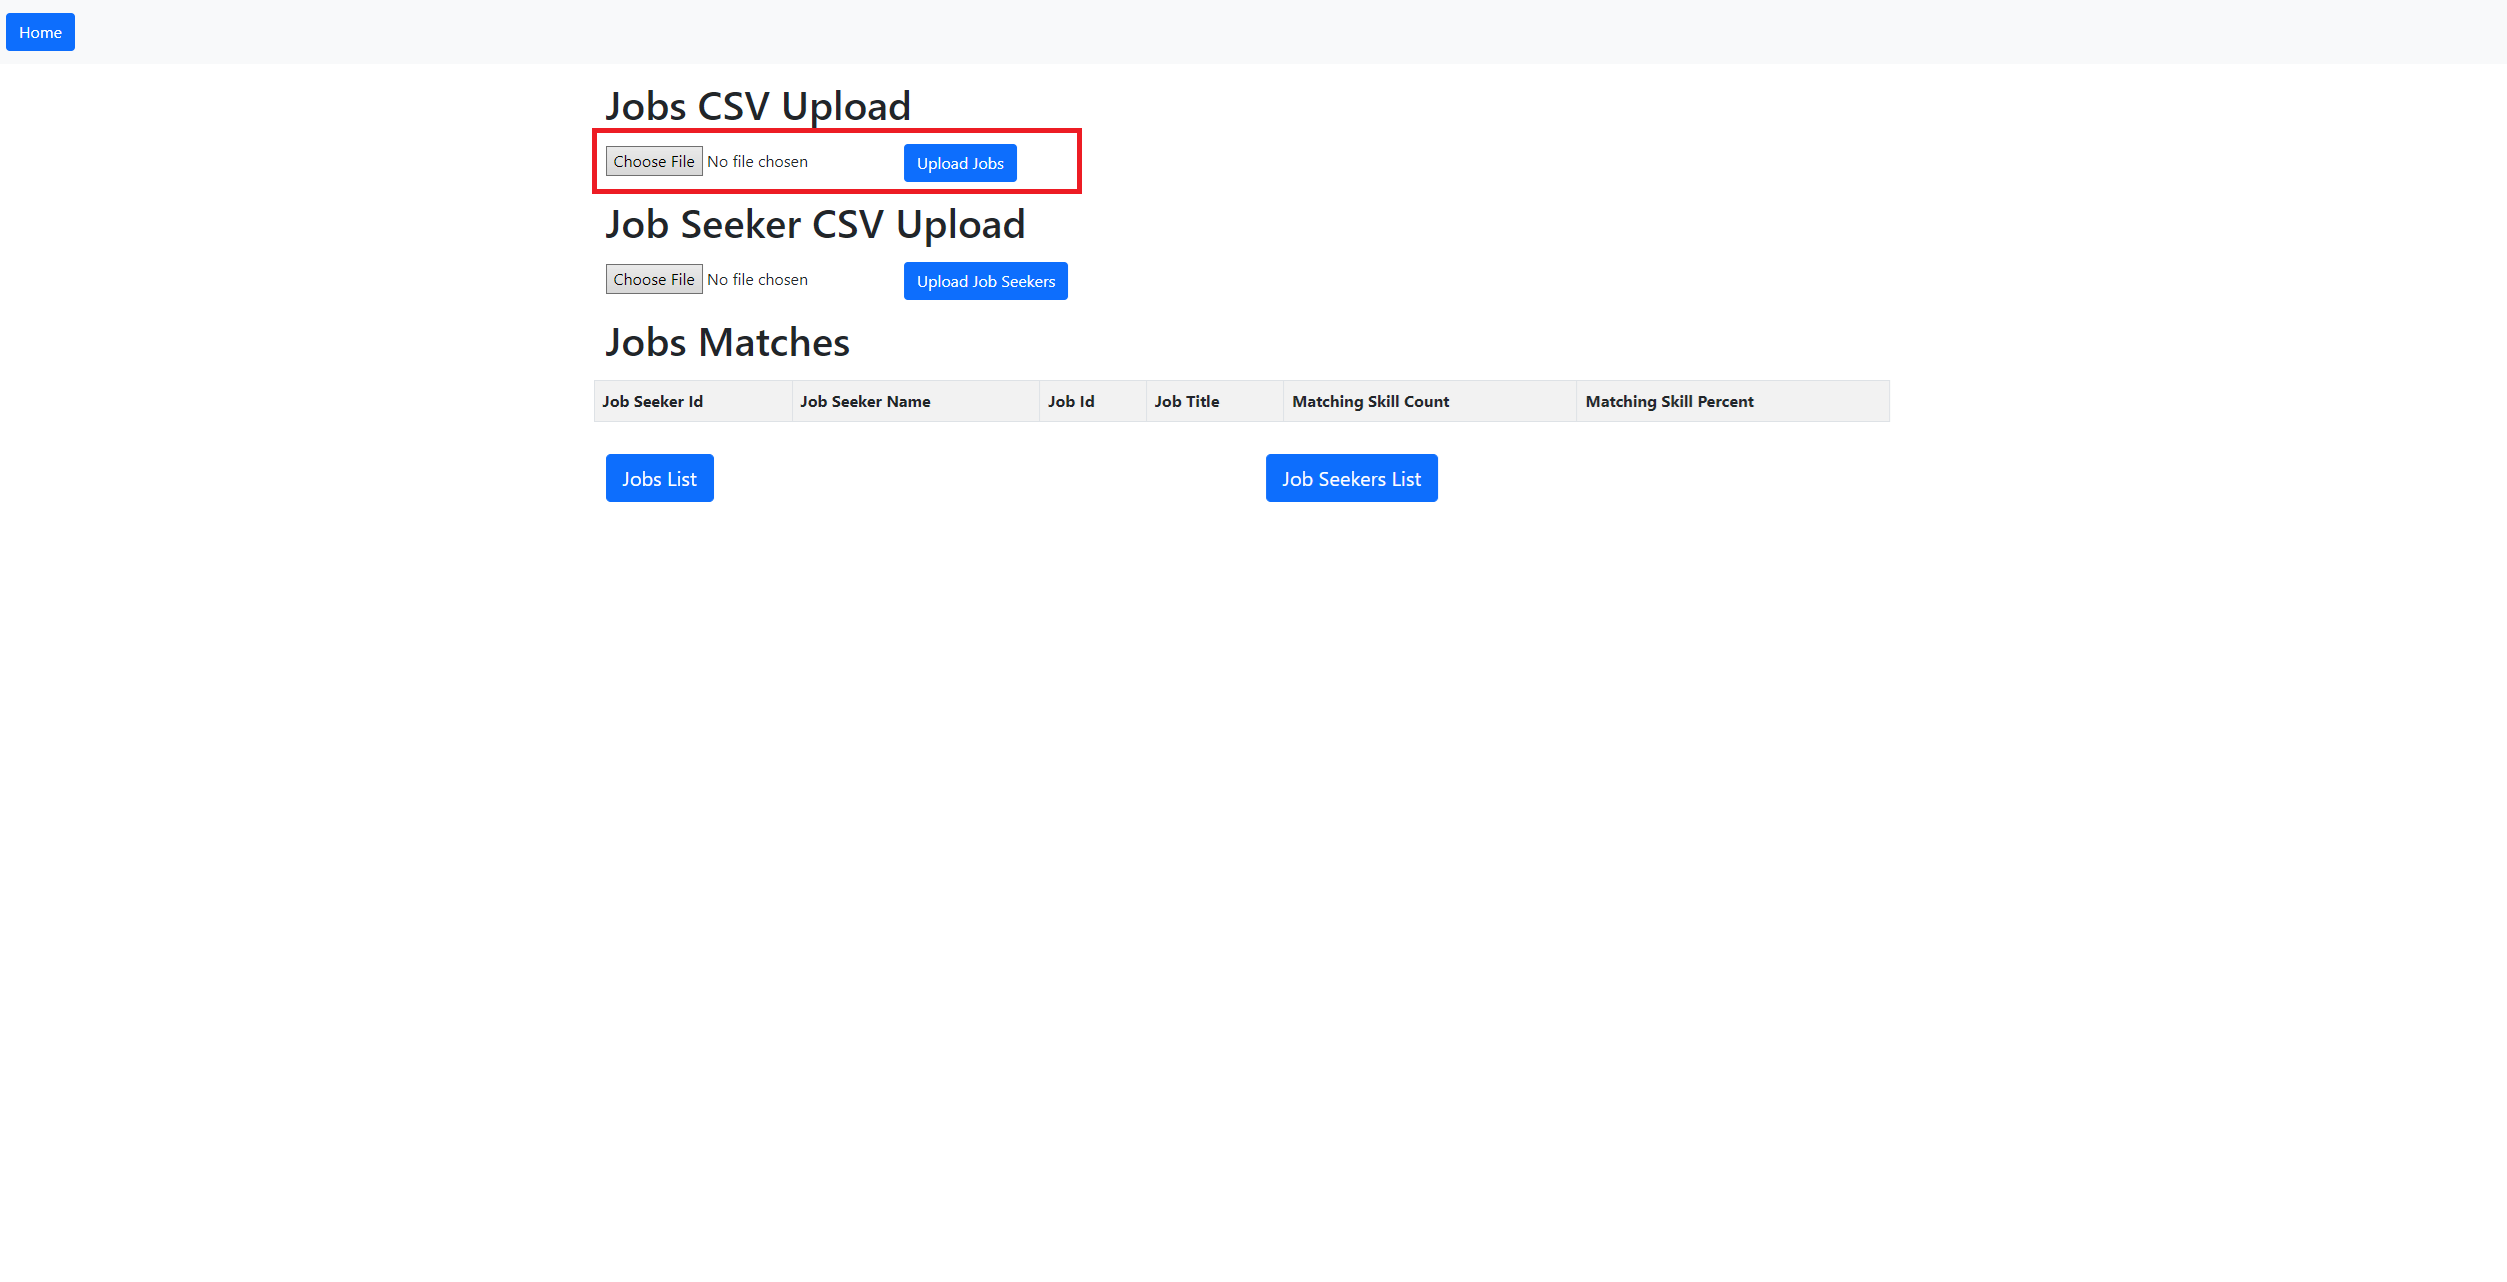 Home
Jobs CSV Upload
Choose File No file chosen Upload Jobs
Job Seeker CSV Upload
Choose File No file chosen Upload Job Seekers
Jobs Matches
Job Seeker Id Job Seeker Name Job Id Job Title Matching Skill Count Matching Skill Percent
Jobs List Job Seekers List